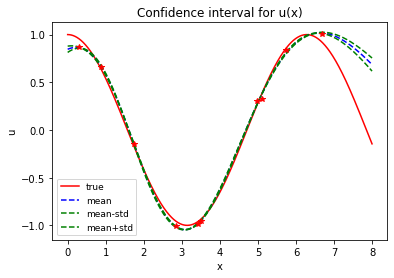 Confidence interval for u(x)
1.0
0.5
0.0
−0.5
−1.0
u
true
mean
mean-std
mean+std
0 1 2 3 4 5 6 7 8
x